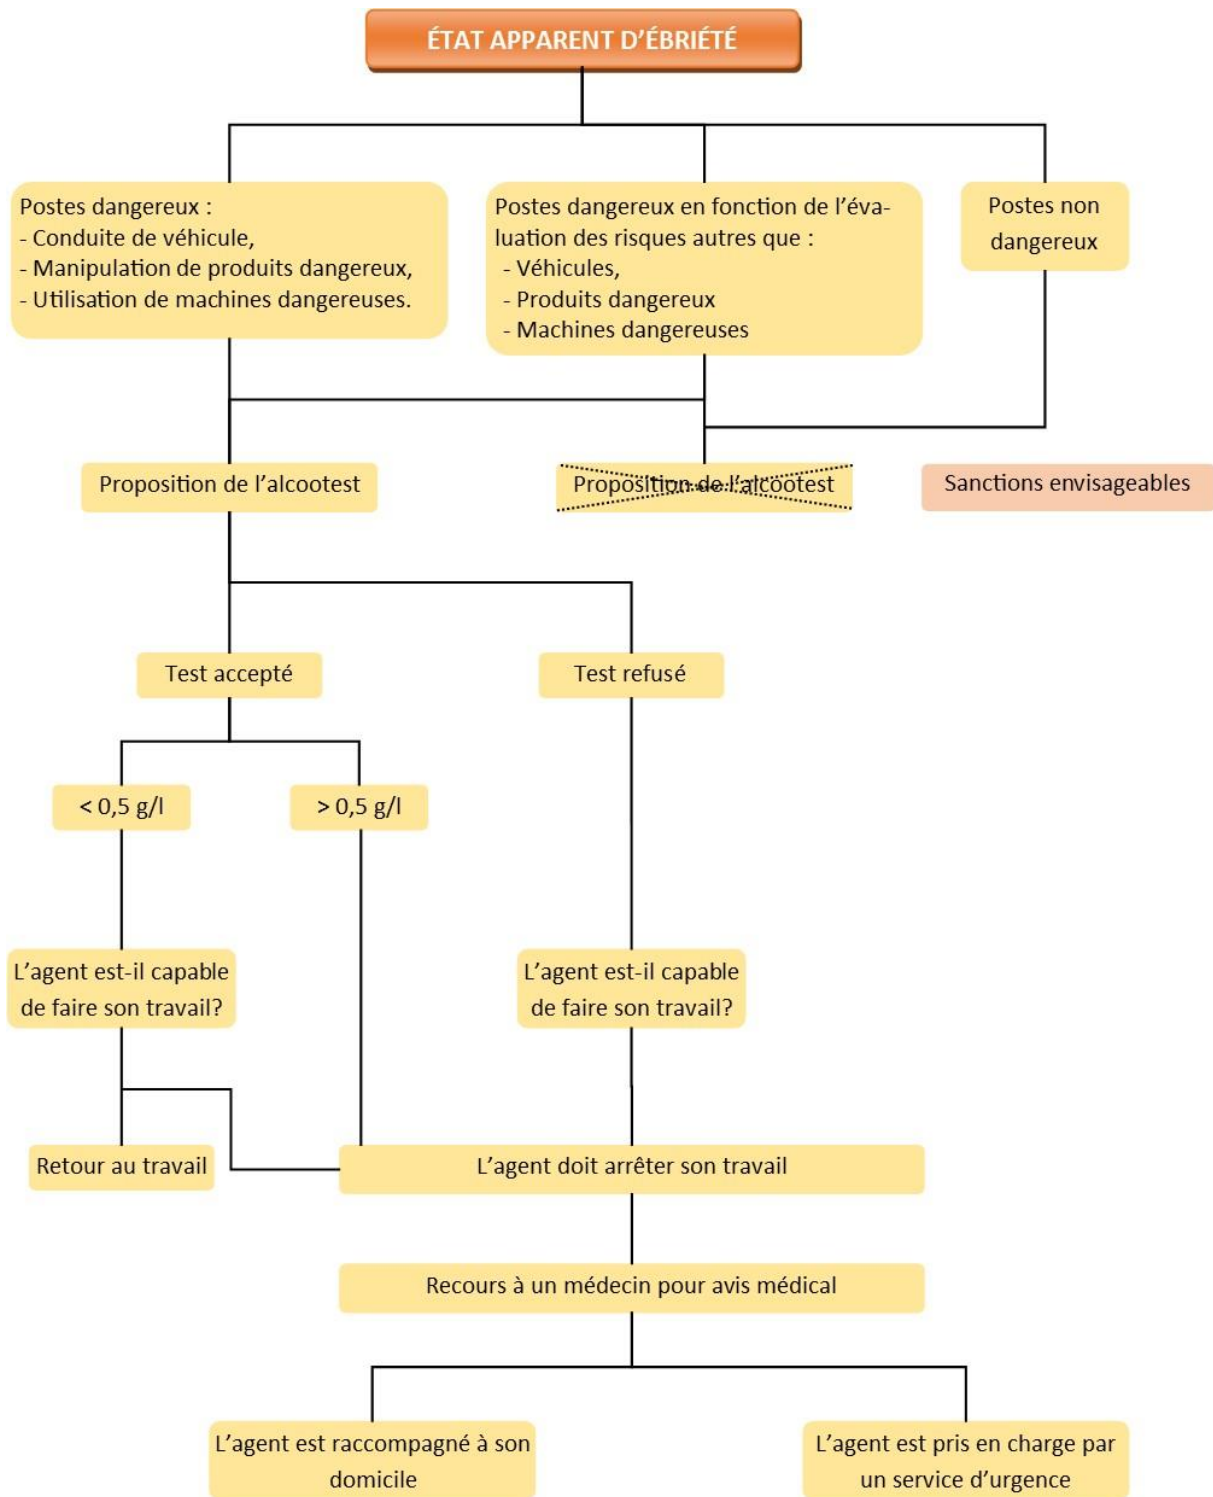 ÉTAT APPARENT D’ÉBRIÉTÉ
Postes dangereux :
- Conduite de véhicule,
- Manipulation de produits dangereux,
- Utilisation de machines dangereuses.
Postes dangereux en fonction de l’éva-
luation des risques autres que :
- Véhicules,
- Produits dangereux
- Machines dangereuses
Postes non
dangereux
Proposition de l’alcootest
Proposition de l’alcootest
Sanctions envisageables
Test accepté
Test refusé
< 0,5 g/l
> 0,5 g/l
L’agent est-il capable
de faire son travail?
L’agent est-il capable
de faire son travail?
Retour au travail
L’agent doit arrêter son travail
Recours à un médecin pour avis médical
L’agent est raccompagné à son
domicile
L’agent est pris en charge par
un service d’urgence